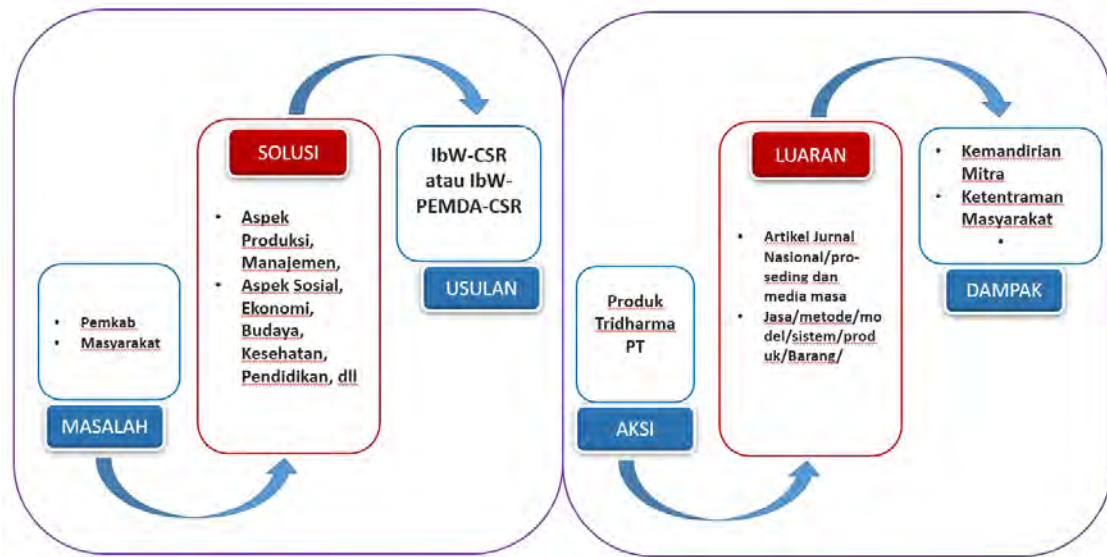 • Pemkab
• Masyarakat
MASALAH
SOLUSI
• Aspek
Produksi,
Manajemen,
• Aspek Sosial,
Ekonomi,
Budaya,
Kesehatan,
Pendidikan, dll
IbW-CSR
atau IbW-
PEMDA-CSR
USULAN
Produk
Tridharma
PT
AKSI
LUARAN
• Artikel Jurnal
Nasional/pro-
seding dan
media masa
• Jasa/metode/mo
del/sistem/prod
uk/Barang/
• Kemandirian
Mitra
• Ketentraman
Masyarakat
•
DAMPAK